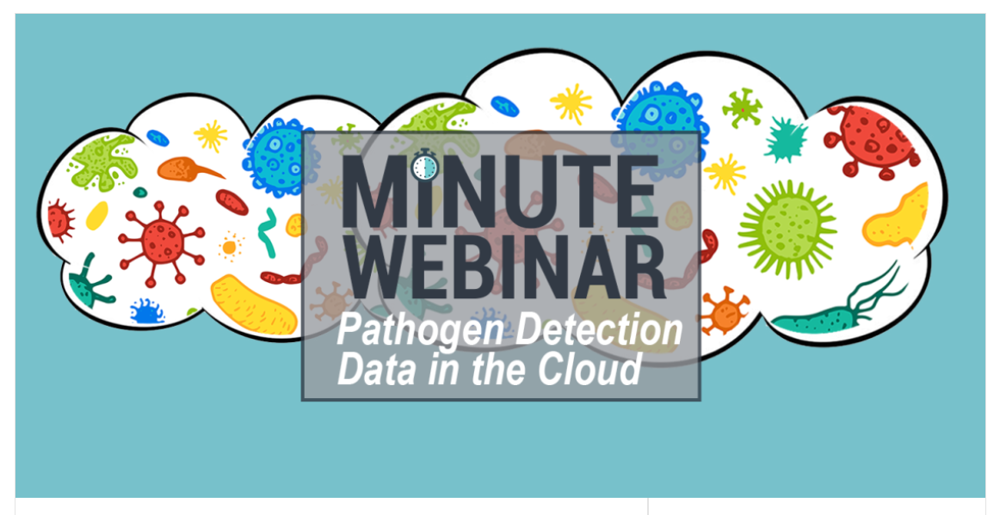 MINUTE
WEBINAR
Pathogen Detection
Data in the Cloud